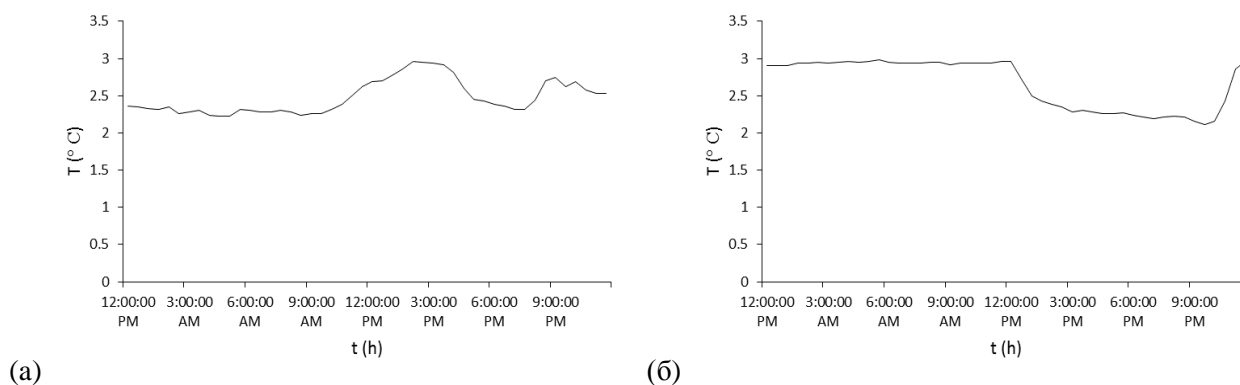 3.5
3
2.5
2
1.5
1
0.5
0
T (° C)
12:00:00 PM
3:00:00 AM
6:00:00 AM
9:00:00 AM
12:00:00 PM
3:00:00 PM
6:00:00 PM
9:00:00 PM
t (h)
(а)
3.5
3
2.5
2
1.5
1
0.5
0
T (° C)
12:00:00 PM
3:00:00 AM
6:00:00 AM
9:00:00 AM
12:00:00 PM
3:00:00 PM
6:00:00 PM
9:00:00 PM
t (h)
(б)